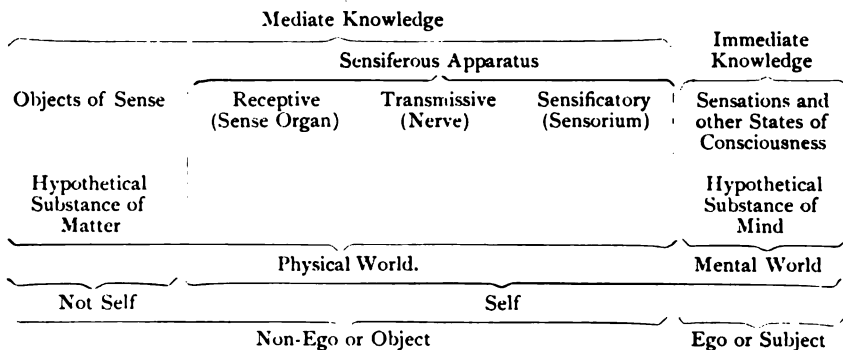 Mediate Knowledge
Immediate
Knowledge
Sensiferous Apparatus
Objects of Sense Receptive Transmissive Sensificatory Sensations and
(Sense Organ) (Nerve) (Sensorium) other States of
Consciousness
Hypothetical Hypothetical
Substance of Substance of
Matter Mind
Physical World. Mental World
Not Self Self
Non-Ego or Object Ego or Subject